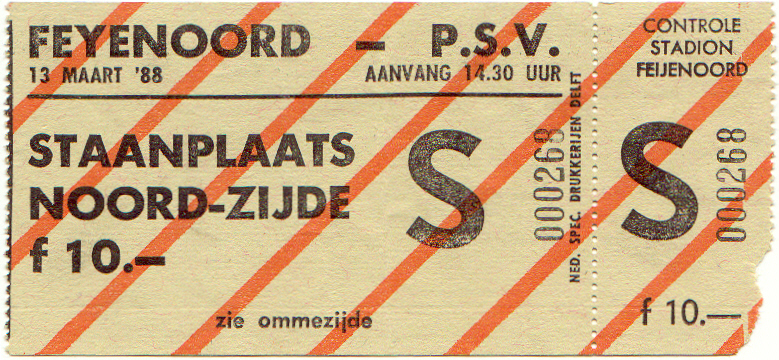 FEYENOORD – P.S.V.
13 MAART '88 AANVANG 14.30 UUR
STAANPLAATS
NOORD-ZIJDE
f 10.—
S
000268
NED. SPEC. DRUKKERIJEN DELFT
zie ommezijde
CONTROLE
STADION
FEIJENOORD
S
000268
f 10.—